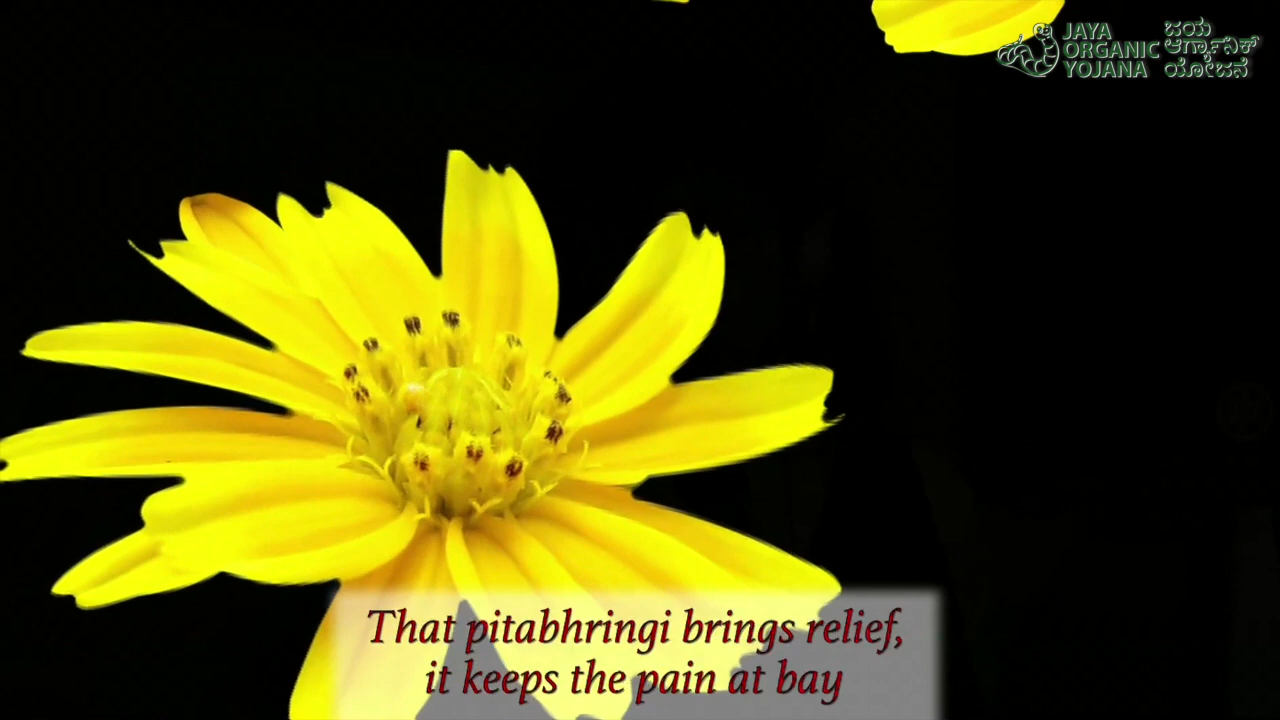 JAYA
ORGANIC
YOJANA
ಜಯ
ಆರ್ಗ್ಯಾನಿಕ್
ಯೋಜನೆ
That pitabhringi brings relief,
it keeps the pain at bay